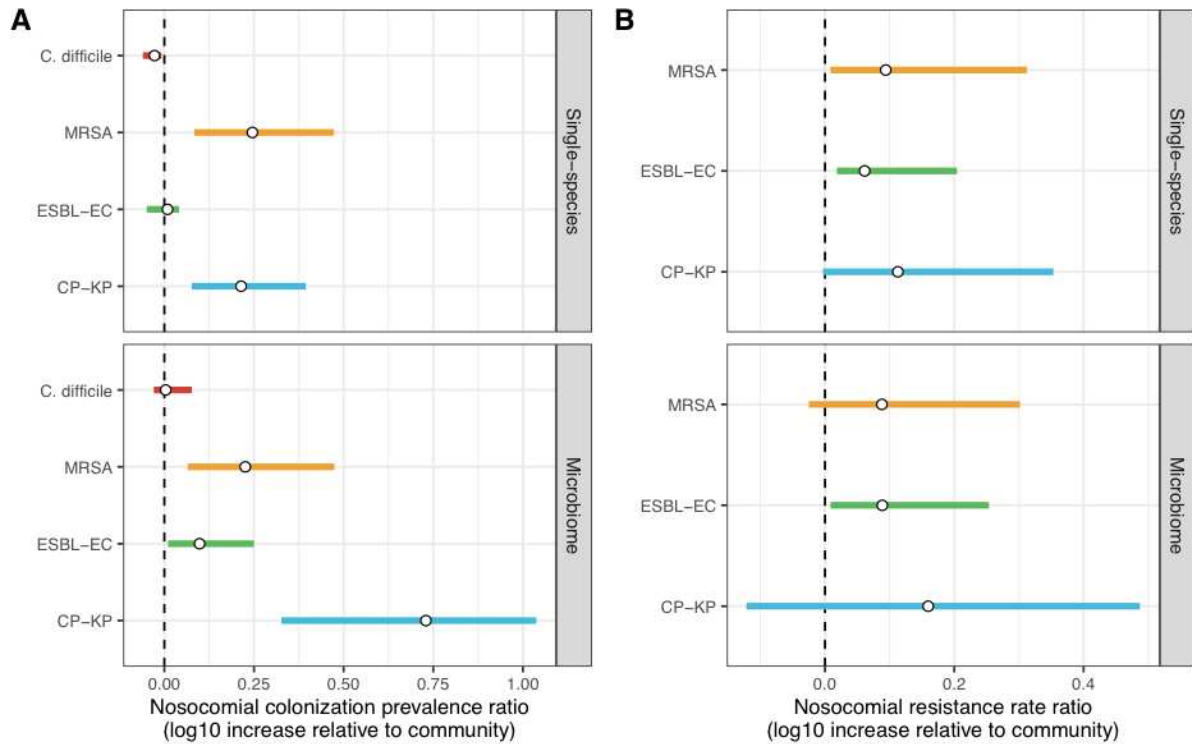 A
C. difficile
MRSA
ESBL−EC
CP−KP
Single−species
C. difficile
MRSA
ESBL−EC
CP−KP
Microbiome
0.00 0.25 0.50 0.75 1.00
Nosocomial colonization prevalence ratio
(log10 increase relative to community)
B
MRSA
ESBL−EC
CP−KP
Single−species
MRSA
ESBL−EC
CP−KP
Microbiome
0.0 0.2 0.4
Nosocomial resistance rate ratio
(log10 increase relative to community)